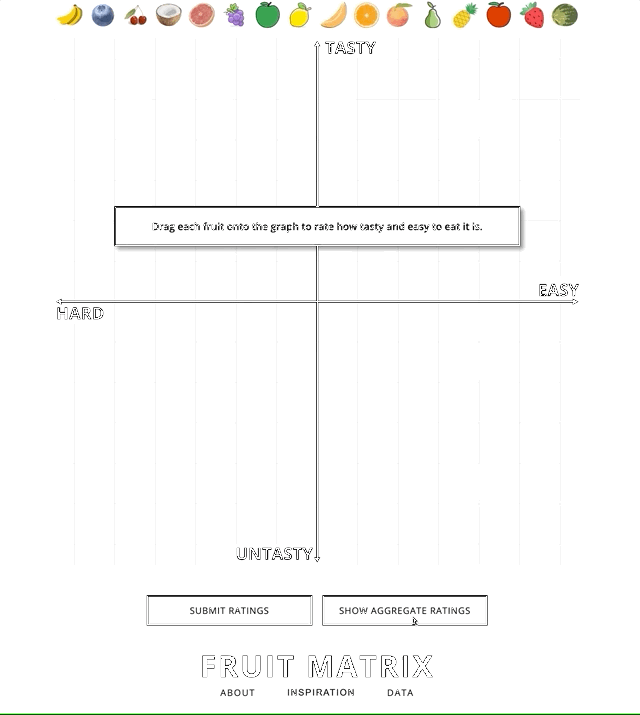 TASTY
Drag each fruit onto the graph to rate how tasty and easy to eat it is.
EASY
HARD
UNTASTY
SUBMIT RATINGS
SHOW AGGREGATE RATINGS
FRUIT MATRIX
ABOUT INSPIRATION DATA